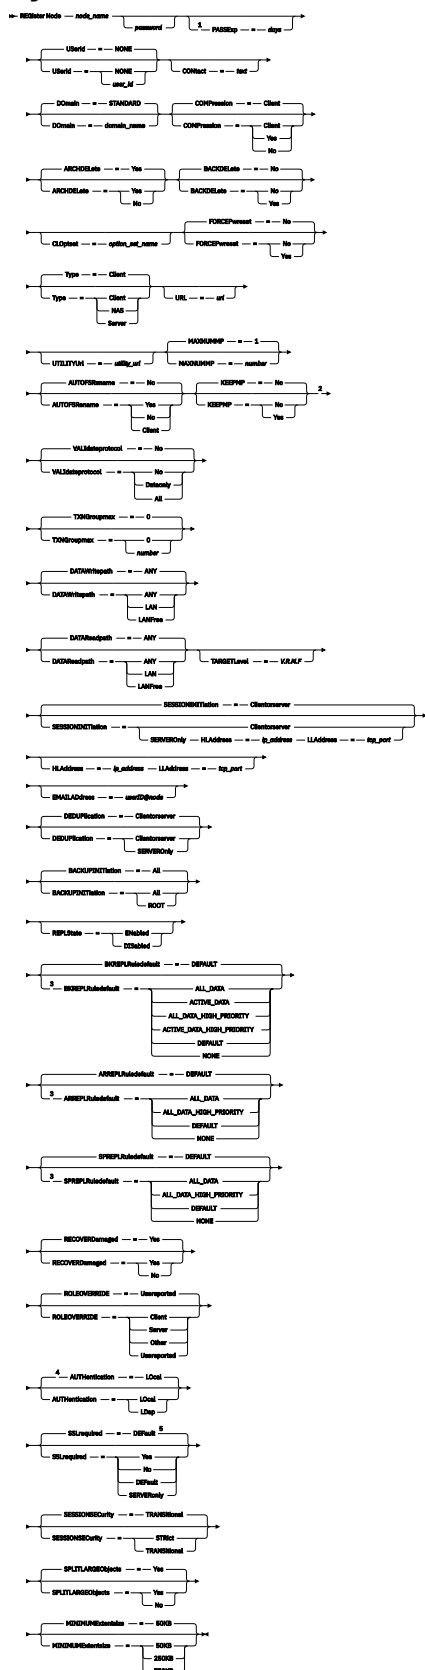 REGister Node node_name password 1 PASSExp = days
USerid = NONE
USerid = NONE user_id CONtact = text
DOmain = STANDARD COMPression = Client
DOmain = domain_name COMPression = Client
Yes
No
ARCHDELete = Yes BACKDELete = No
ARCHDELete = Yes BACKDELete = No
No Yes
FORCEPwreset = No
CLOptset = option_set_name FORCEPwreset = No
Yes
Type = Client
Type = Client URL = url
NAS
Server
MAXNUMMP = 1
UTILITYUrl = utility_url MAXNUMMP = number
AUTOFSRename = No KEEPMP = No 2
AUTOFSRename = Yes KEEPMP = No
No Yes
Client
VALIdateprotocol = No
VALIdateprotocol = No
Dataonly
All
TXNGroupmax = 0
TXNGroupmax = 0
number
DATAWritepath = ANY
DATAWritepath = ANY
LAN
LANFree
DATAReadpath = ANY
DATAReadpath = ANY TARGETLevel = V.R.M.F
LAN
LANFree
SESSIONINITiation = Clientorserver
SESSIONINITiation = Clientorserver
SERVEROnly HLAddress = ip_address LLAddress = tcp_port
HLAddress = ip_address LLAddress = tcp_port
EMAILADdress = userID@node
DEDUPlication = Clientorserver
DEDUPlication = Clientorserver
SERVEROnly
BACKUPINITiation = All
BACKUPINITiation = All
ROOT
REPLState = ENabled
DISabled
BKREPLRuledefault = DEFAULT
3 BKREPLRuledefault = ALL_DATA
ACTIVE_DATA
ALL_DATA_HIGH_PRIORITY
ACTIVE_DATA_HIGH_PRIORITY
DEFAULT
NONE
ARREPLRuledefault = DEFAULT
3 ARREPLRuledefault = ALL_DATA
ALL_DATA_HIGH_PRIORITY
DEFAULT
NONE
SPREPLRuledefault = DEFAULT
3 SPREPLRuledefault = ALL_DATA
ALL_DATA_HIGH_PRIORITY
DEFAULT
NONE
RECOVERDamaged = Yes
RECOVERDamaged = Yes
No
ROLEOVERRIDE = Usereported
ROLEOVERRIDE = Client
Server
Other
Usereported
4 AUTHentication = LOcal
AUTHentication = LOcal
LDap
SSLrequired = DEFault 5
SSLrequired = Yes
No
DEFault
SERVERonly
SESSIONSECurity = TRANSitional
SESSIONSECurity = STRict
TRANSitional
SPLITLARGEObjects = Yes
SPLITLARGEObjects = Yes
No
MINIMUMExtentsize = 50KB
MINIMUMExtentsize = 50KB
250KB